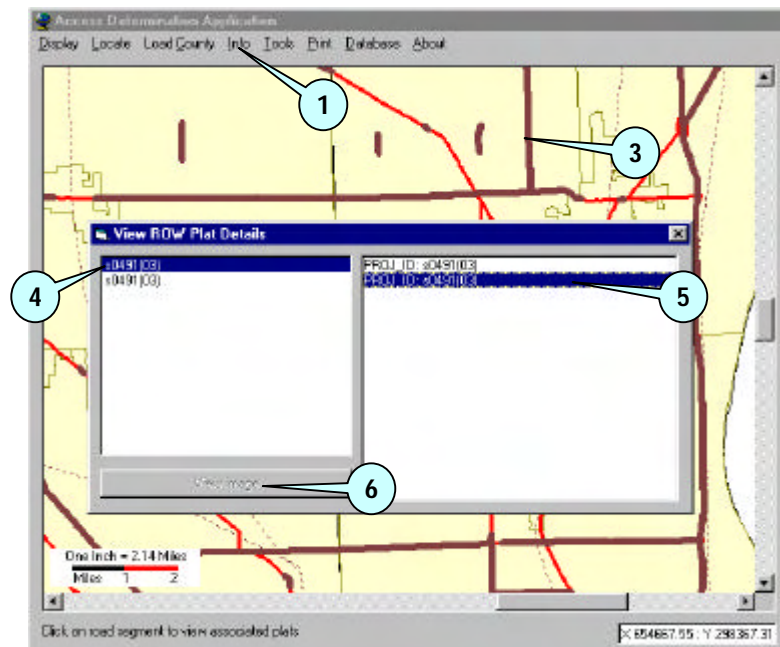 Access Determination Application
Display Locate Load County Info Tools Print Database About
1
3
View ROW Plat Details
4
s0491(03)
s0491(03)
PROJ_ID: s0491(03)
PROJ_ID: s0491(03)
5
View Image
6
One Inch = 2.14 Miles
Miles 1 2
Click on road segment to view associated plats
X 654667.55 : Y 298367.31